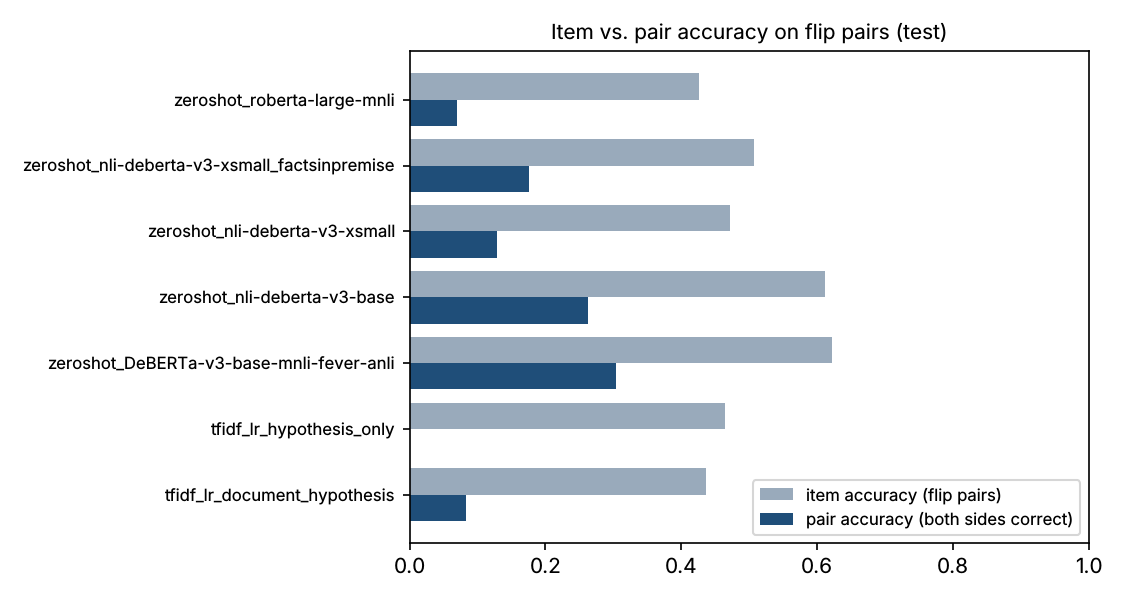 Item vs. pair accuracy on flip pairs (test)
zeroshot_roberta-large-mnli
zeroshot_nli-deberta-v3-xsmall_factsinpremise
zeroshot_nli-deberta-v3-xsmall
zeroshot_nli-deberta-v3-base
zeroshot_DeBERTa-v3-base-mnli-fever-anli
tfidf_lr_hypothesis_only
tfidf_lr_document_hypothesis
item accuracy (flip pairs)
pair accuracy (both sides correct)
0.0 0.2 0.4 0.6 0.8 1.0